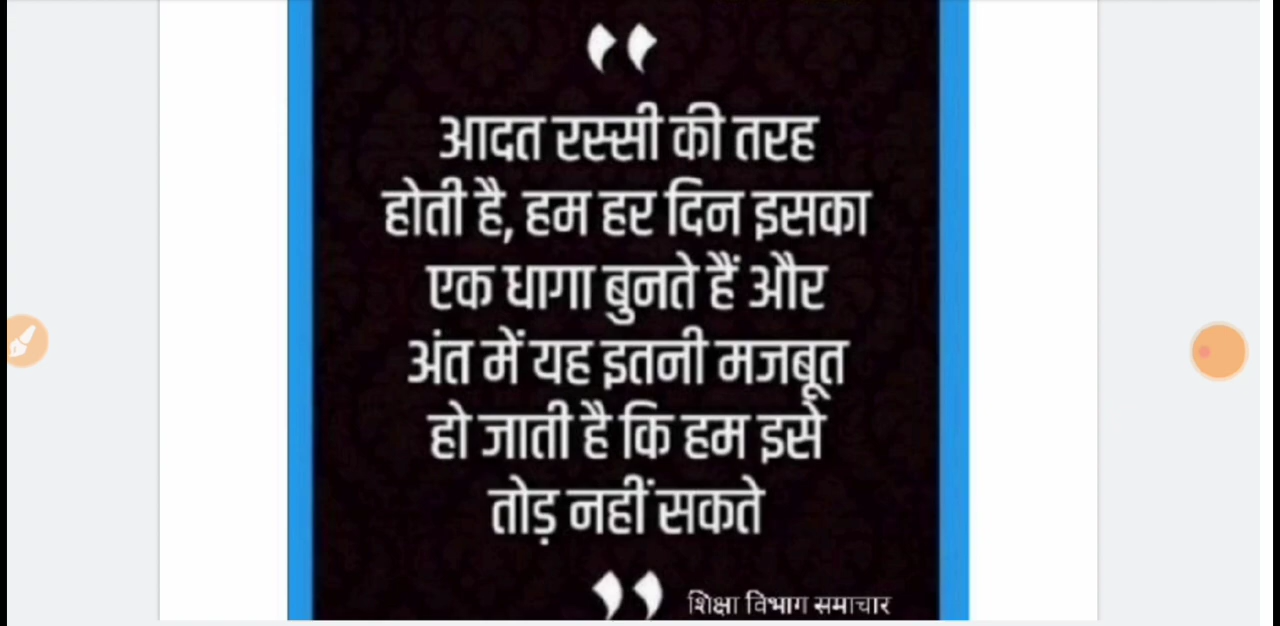 "
आदत रस्सी की तरह
होती है, हम हर दिन इसका
एक धागा बुनते हैं और
अंत में यह इतनी मजबूत
हो जाती है कि हम इसे
तोड़ नहीं सकते
"
शिक्षा विभाग समाचार